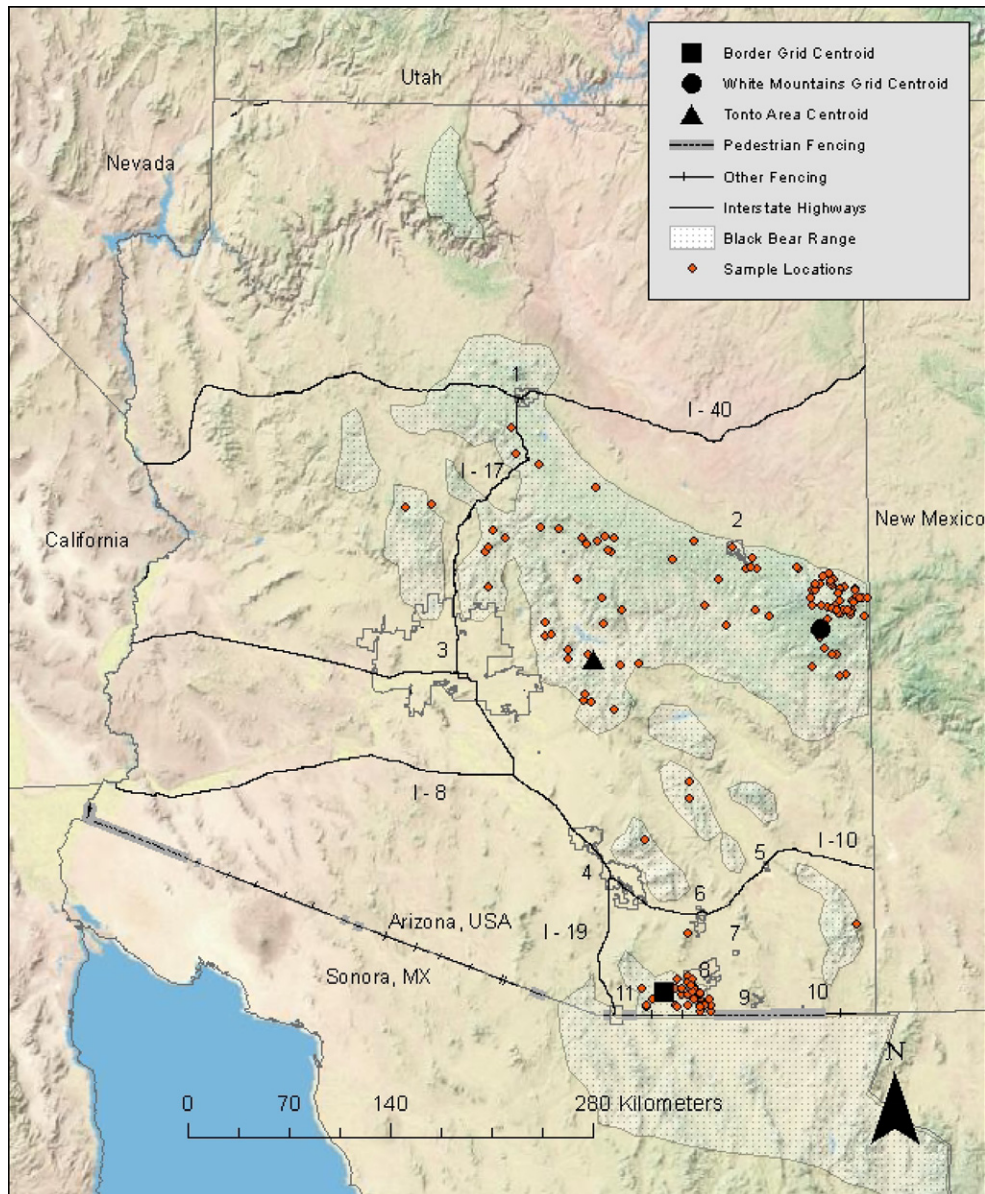 Utah
Nevada
Border Grid Centroid
White Mountains Grid Centroid
Tonto Area Centroid
Pedestrian Fencing
Other Fencing
Interstate Highways
Black Bear Range
Sample Locations
1
I - 40
I - 17
New Mexico
2
California
3
I - 8
I -10
5
4
6
Arizona, USA
I - 19
7
Sonora, MX
8
11
9
10
N
0 70 140 280 Kilometers